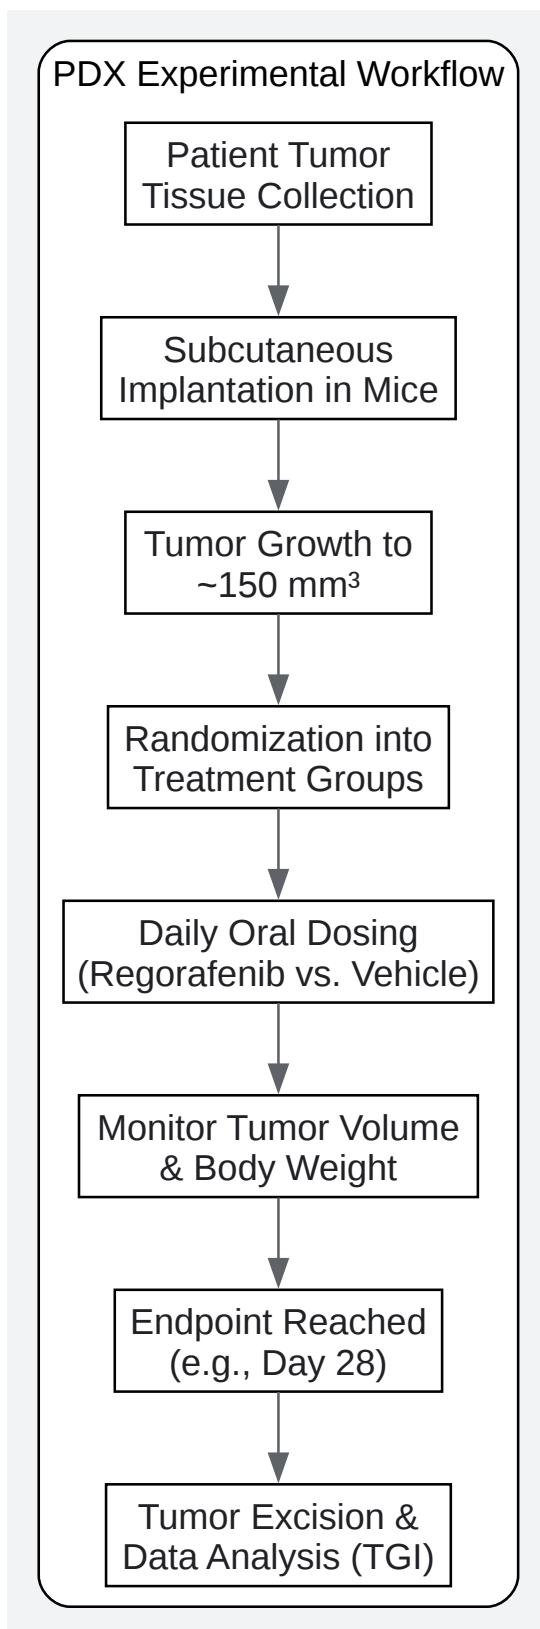 PDX Experimental Workflow
Patient Tumor
Tissue Collection
Subcutaneous
Implantation in Mice
Tumor Growth to
~150 mm³
Randomization into
Treatment Groups
Daily Oral Dosing
(Regorafenib vs. Vehicle)
Monitor Tumor Volume
& Body Weight
Endpoint Reached
(e.g., Day 28)
Tumor Excision &
Data Analysis (TGI)